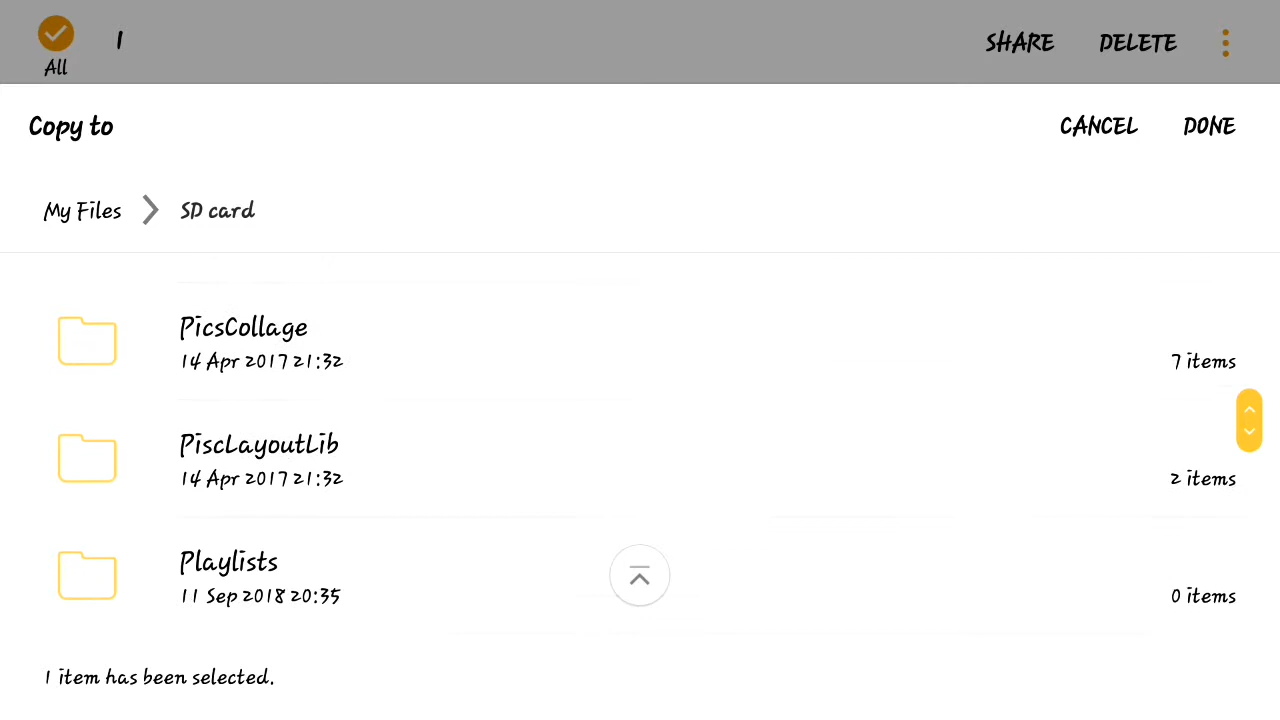 1
SHARE
DELETE
All
Copy to
CANCEL
DONE
My Files
SD card
PicsCollage
14 Apr 2017 21:32
7 items
PiscLayoutLib
14 Apr 2017 21:32
2 items
Playlists
11 Sep 2018 20:35
0 items
1 item has been selected.